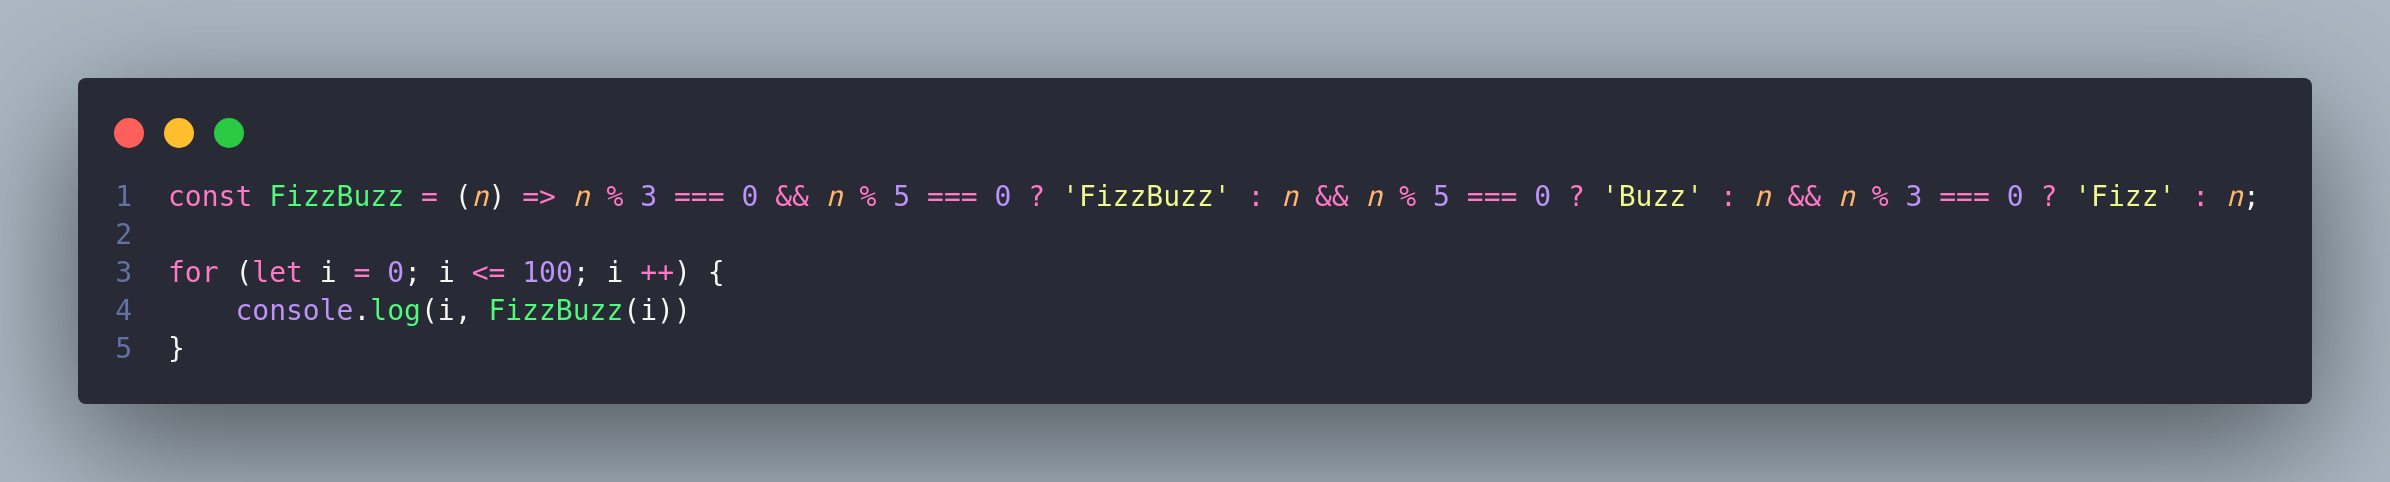 1 const FizzBuzz = (n) => n % 3 === 0 && n % 5 === 0 ? 'FizzBuzz' : n && n % 5 === 0 ? 'Buzz' : n && n % 3 === 0 ? 'Fizz' : n;
2
3 for (let i = 0; i <= 100; i ++) {
4     console.log(i, FizzBuzz(i))
5 }